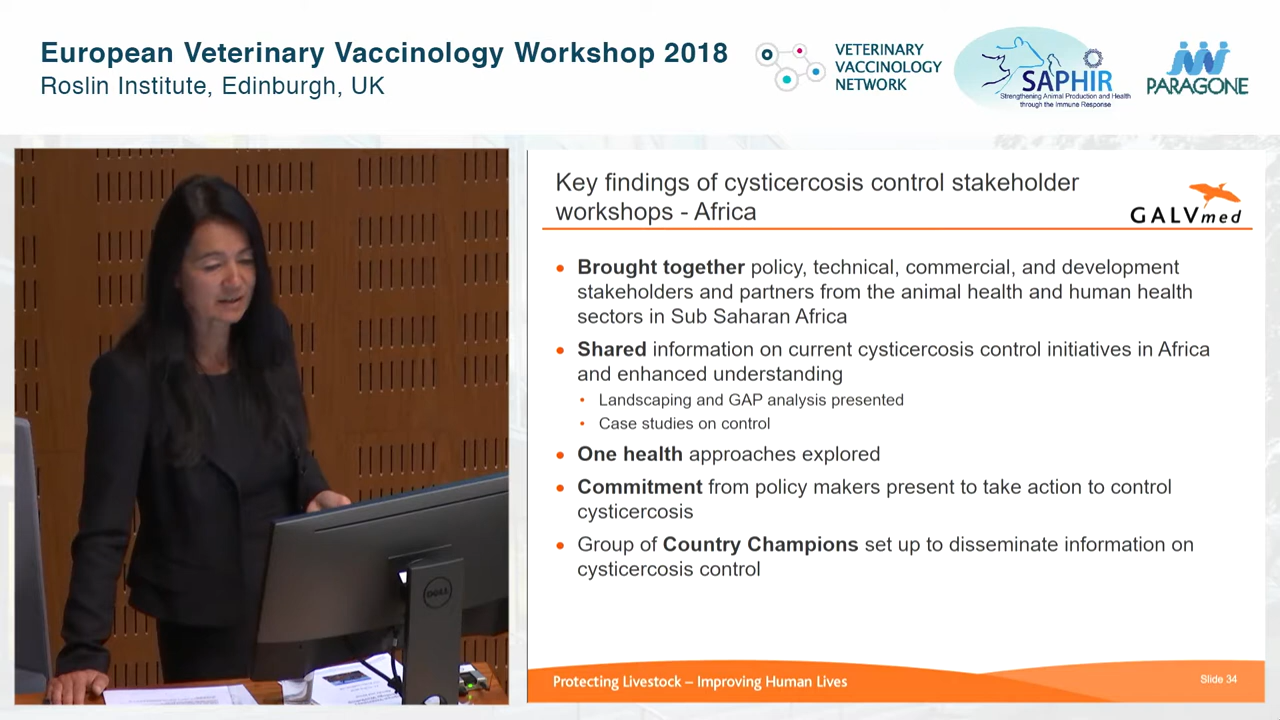 European Veterinary Vaccinology Workshop 2018
Roslin Institute, Edinburgh, UK
VETERINARY
VACCINOLOGY
NETWORK
SAPHIR
Strengthening Animal Production and Health
through the Immune Response
PARAGONE
Key findings of cysticercosis control stakeholder
workshops - Africa
GALVmed
• Brought together policy, technical, commercial, and development
stakeholders and partners from the animal health and human health
sectors in Sub Saharan Africa
• Shared information on current cysticercosis control initiatives in Africa
and enhanced understanding
• Landscaping and GAP analysis presented
• Case studies on control
• One health approaches explored
• Commitment from policy makers present to take action to control
cysticercosis
• Group of Country Champions set up to disseminate information on
cysticercosis control
Protecting Livestock – Improving Human Lives
Slide 34
DELL